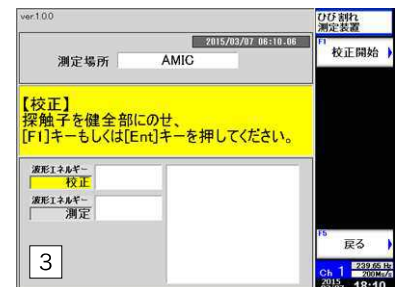 ver.1.0.0
2015/03/07 06:10.06
測定場所 AMIC
【校正】
探触子を健全部にのせ、
[F1]キーもしくは[Ent]キーを押してください。
波形エネルギー
校正
波形エネルギー
測定
3
ひび割れ
測定装置
F1
校正開始
F5
戻る
Ch 1
239.65 Hz
200Ms/s
2015
18:10